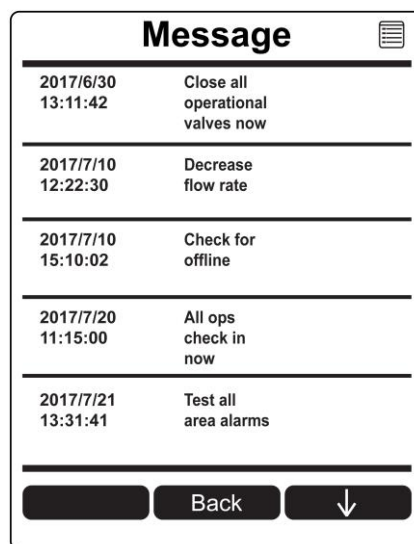 Message
2017/6/30 Close all
13:11:42 operational
valves now
2017/7/10 Decrease
12:22:30 flow rate
2017/7/10 Check for
15:10:02 offline
2017/7/20 All ops
11:15:00 check in
now
2017/7/21 Test all
13:31:41 area alarms
Back